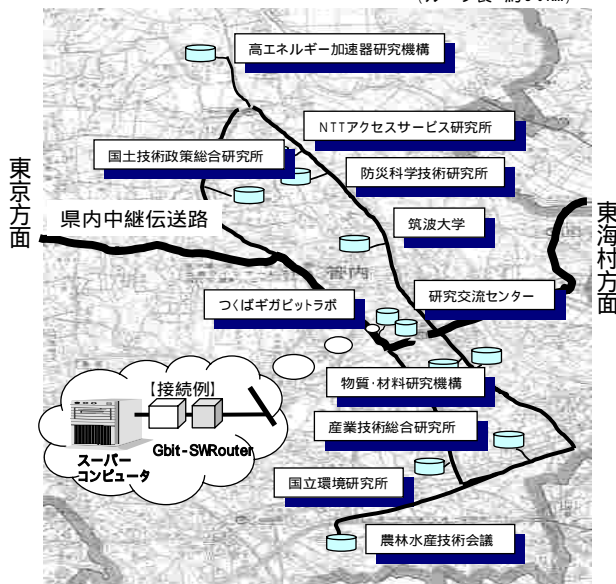 高エネルギー加速器研究機構
NTTアクセスサービス研究所
国土技術政策総合研究所
防災科学技術研究所
東京方面
県内中継伝送路
筑波大学
東海村方面
管内
つくばギガビットラボ
研究交流センター
物質・材料研究機構
【接続例】
産業技術総合研究所
Gbit-SWRouter
スーパー
コンピュータ
国立環境研究所
農林水産技術会議